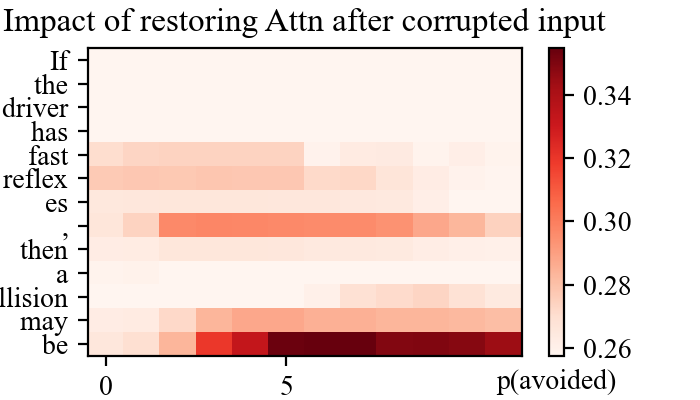 Impact of restoring Attn after corrupted input
If
the
driver
has
fast
reflex
es
,
then
a
llision
may
be
0
5
0.34
0.32
0.30
0.28
0.26
p(avoided)